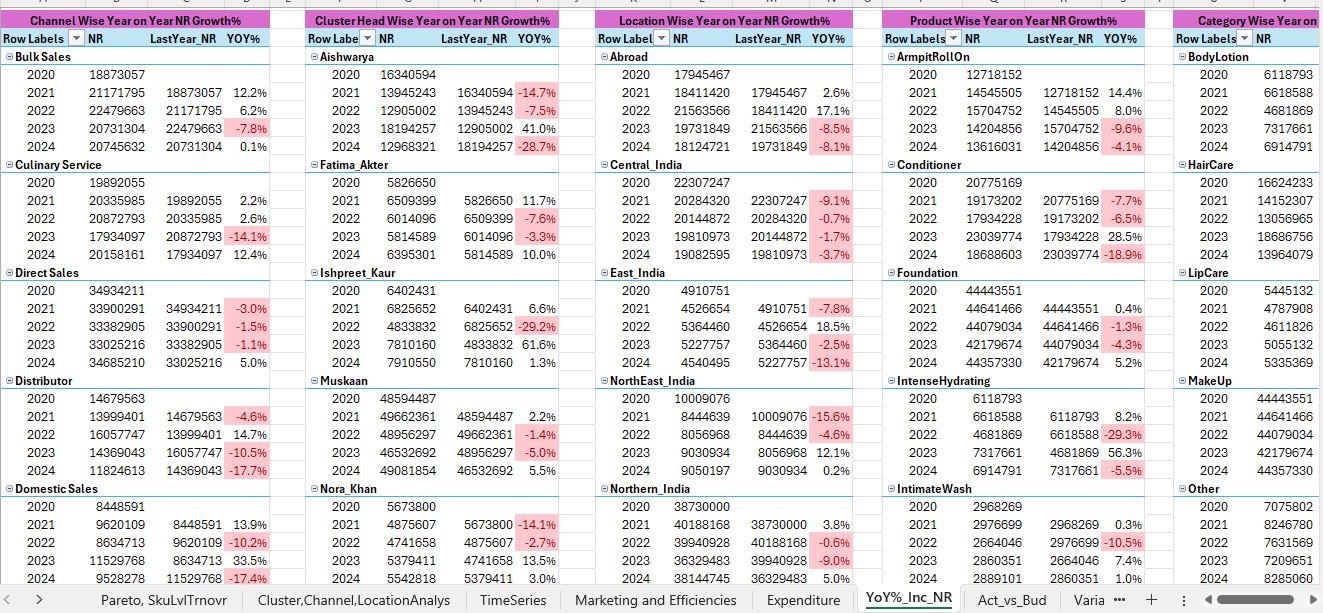 Channel Wise Year on Year NR Growth% Cluster Head Wise Year on Year NR Growth% Location Wise Year on Year NR Growth% Product Wise Year on Year NR Growth% Category Wise Year on
Row Labels NR LastYear_NR YOY% Row Labe NR LastYear_NR YOY% Row Label NR LastYear_NR YOY% Row Labels NR LastYear_NR YOY% Row Labels NR
Bulk Sales Aishwarya Abroad ArmpitRollOn BodyLotion
2020 18873057 2020 16340594 2020 17945467 2020 12718152 2020 6118793
2021 21171795 18873057 12.2% 2021 13945243 16340594 -14.7% 2021 18411420 17945467 2.6% 2021 14545505 12718152 14.4% 2021 6618588
2022 22479663 21171795 6.2% 2022 12905002 13945243 -7.5% 2022 21563566 18411420 17.1% 2022 15704752 14545505 8.0% 2022 4681869
2023 20731304 22479663 -7.8% 2023 18194257 12905002 41.0% 2023 19731849 21563566 -8.5% 2023 14204856 15704752 -9.6% 2023 7317661
2024 20745632 20731304 0.1% 2024 12968321 18194257 -28.7% 2024 18124721 19731849 -8.1% 2024 13616031 14204856 -4.1% 2024 6914791
Culinary Service Fatima_Akter Central_India Conditioner HairCare
2020 19892055 2020 5826650 2020 22307247 2020 20775169 2020 16624233
2021 20335985 19892055 2.2% 2021 6509399 5826650 11.7% 2021 20284320 22307247 -9.1% 2021 19173202 20775169 -7.7% 2021 14152307
2022 20872793 20335985 2.6% 2022 6014096 6509399 -7.6% 2022 20144872 20284320 -0.7% 2022 17934228 19173202 -6.5% 2022 13056965
2023 17934097 20872793 -14.1% 2023 5814589 6014096 -3.3% 2023 19810973 20144872 -1.7% 2023 23039774 17934228 28.5% 2023 18686756
2024 20158161 17934097 12.4% 2024 6395301 5814589 10.0% 2024 19082595 19810973 -3.7% 2024 18688603 23039774 -18.9% 2024 13964079
Direct Sales Ishpreet_Kaur East_India Foundation LipCare
2020 34934211 2020 6402431 2020 4910751 2020 44443551 2020 5445132
2021 33900291 34934211 -3.0% 2021 6825652 6402431 6.6% 2021 4526654 4910751 -7.8% 2021 44641466 44443551 0.4% 2021 4787908
2022 33382905 33900291 -1.5% 2022 4833832 6825652 -29.2% 2022 5364460 4526654 18.5% 2022 44079034 44641466 -1.3% 2022 4611826
2023 33025216 33382905 -1.1% 2023 7810160 4833832 61.6% 2023 5227757 5364460 -2.5% 2023 42179674 44079034 -4.3% 2023 5055132
2024 34685210 33025216 5.0% 2024 7910550 7810160 1.3% 2024 4540495 5227757 -13.1% 2024 44357330 42179674 5.2% 2024 5335369
Distributor Muskaan NorthEast_India IntenseHydrating MakeUp
2020 14679563 2020 48594487 2020 10009076 2020 6118793 2020 44443551
2021 13999401 14679563 -4.6% 2021 49662361 48594487 2.2% 2021 8444639 10009076 -15.6% 2021 6618588 6118793 8.2% 2021 44641466
2022 16057747 13999401 14.7% 2022 48956297 49662361 -1.4% 2022 8056968 8444639 -4.6% 2022 4681869 6618588 -29.3% 2022 44079034
2023 14369043 16057747 -10.5% 2023 46532692 48956297 -5.0% 2023 9030934 8056968 12.1% 2023 7317661 4681869 56.3% 2023 42179674
2024 11824613 14369043 -17.7% 2024 49081854 46532692 5.5% 2024 9050197 9030934 0.2% 2024 6914791 7317661 -5.5% 2024 44357330
Domestic Sales Nora_Khan Northern_India IntimateWash Other
2020 8448591 2020 5673800 2020 38730000 2020 2968269 2020 7075802
2021 9620109 8448591 13.9% 2021 4875607 5673800 -14.1% 2021 40188168 38730000 3.8% 2021 2976699 2968269 0.3% 2021 8246780
2022 8634713 9620109 -10.2% 2022 4741658 4875607 -2.7% 2022 39940928 40188168 -0.6% 2022 2664046 2976699 -10.5% 2022 7631569
2023 11529768 8634713 33.5% 2023 5379411 4741658 13.5% 2023 36329483 39940928 -9.0% 2023 2860351 2664046 7.4% 2023 7209651
2024 9528278 11529768 -17.4% 2024 5542818 5379411 3.0% 2024 38144745 36329483 5.0% 2024 2889101 2860351 1.0% 2024 8285060
Pareto, SkuLvlTrnovr Cluster,Channel,LocationAnalys TimeSeries Marketing and Efficiencies Expenditure YoY%_Inc_NR Act_vs_Bud Varia